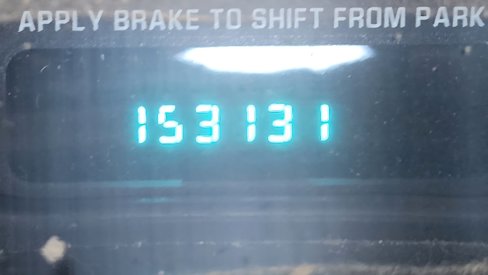 APPLY BRAKE TO SHIFT FROM PARK
153131